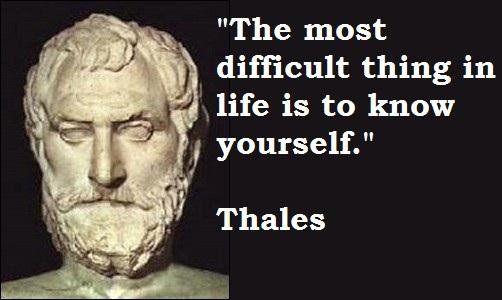 "The most
difficult thing in
life is to know
yourself."
Thales